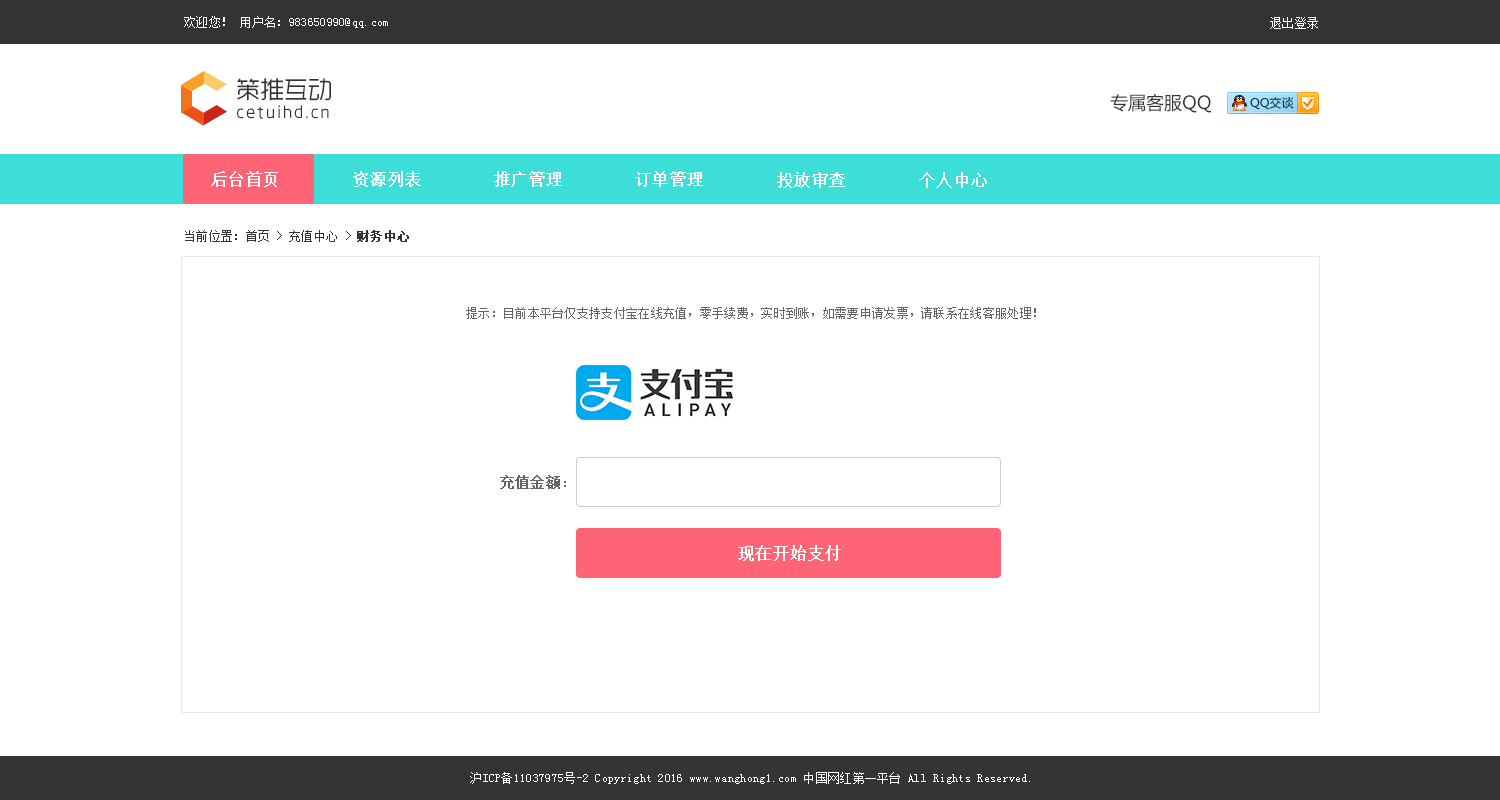 欢迎您！ 用户名：983650990@qq.com
退出登录
策推互动
cetuihd.cn
专属客服QQ
QQ交谈
后台首页 资源列表 推广管理 订单管理 投放审查 个人中心
当前位置：首页 > 充值中心 > 财务中心
提示：目前本平台仅支持支付宝在线充值，零手续费，实时到账，如需要申请发票，请联系在线客服处理！
支 支付宝
ALIPAY
充值金额：
现在开始支付
沪ICP备11037975号-2 Copyright 2016 www.wanghong1.com 中国网红第一平台 All Rights Reserved.